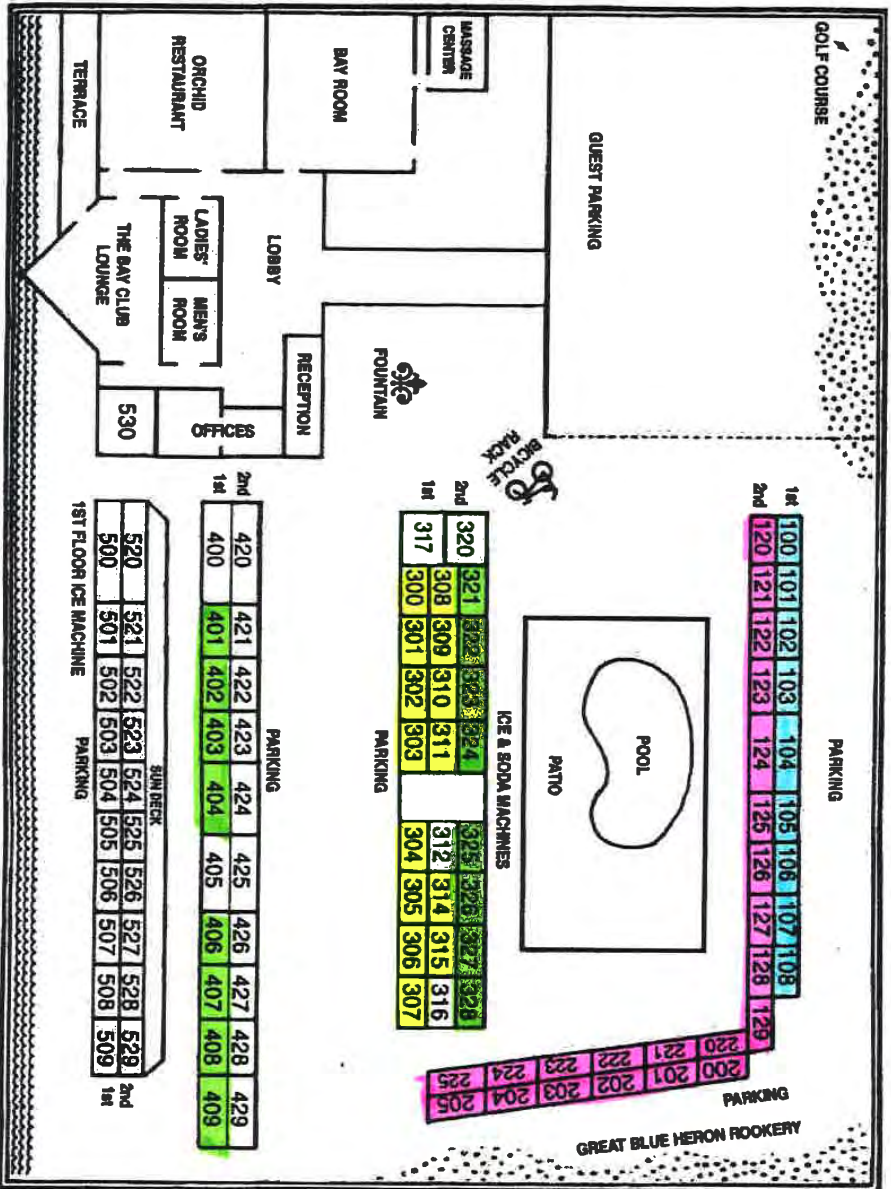 GOLF COURSE
GUEST PARKING
MASSAGE
CENTER
BAY ROOM
ORCHID
RESTAURANT
TERRACE
LOBBY
LADIES'
ROOM
MEN'S
ROOM
THE BAY CLUB
LOUNGE
RECEPTION
OFFICES
530
FOUNTAIN
BICYCLE
RACK
PARKING
1st 100 101 102 103 104 105 106 107 108
2nd 120 121 122 123 124 125 126 127 128 129
POOL
PATIO
220 221 222 223 224 225
200 201 202 203 204 205
PARKING
GREAT BLUE HERON ROOKERY
ICE & SODA MACHINES
2nd 320 321 322 323 324 325 326 327 328
1st 317 308 309 310 311 312 314 315 316
300 301 302 303 304 305 306 307
PARKING
PARKING
2nd 420 421 422 423 424 425 426 427 428 429
1st 400 401 402 403 404 405 406 407 408 409
SUN DECK
520 521 522 523 524 525 526 527 528 529 2nd
500 501 502 503 504 505 506 507 508 509 1st
1ST FLOOR ICE MACHINE
PARKING